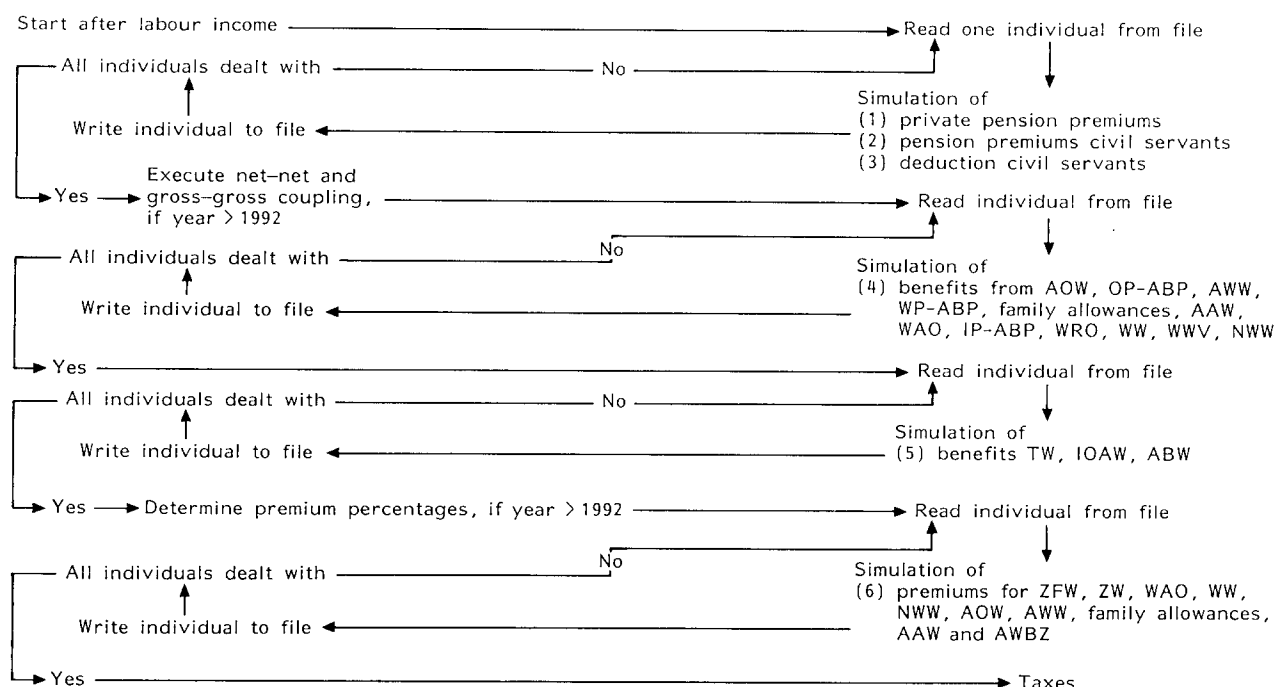 Start after labour income
Read one individual from file
All individuals dealt with
No
Simulation of
(1) private pension premiums
(2) pension premiums civil servants
(3) deduction civil servants
Write individual to file
Yes
Execute net-net and
gross-gross coupling,
if year > 1992
Read individual from file
No
All individuals dealt with
Simulation of
(4) benefits from AOW, OP-ABP, AWW,
WP-ABP, family allowances, AAW,
WAO, IP-ABP, WRO, WW, WWV, NWW
Write individual to file
Yes
Read individual from file
All individuals dealt with
No
Simulation of
(5) benefits TW, IOAW, ABW
Write individual to file
Yes
Determine premium percentages, if year > 1992
Read individual from file
No
All individuals dealt with
Simulation of
(6) premiums for ZFW, ZW, WAO, WW,
NWW, AOW, AWW, family allowances,
AAW and AWBZ
Write individual to file
Yes
Taxes